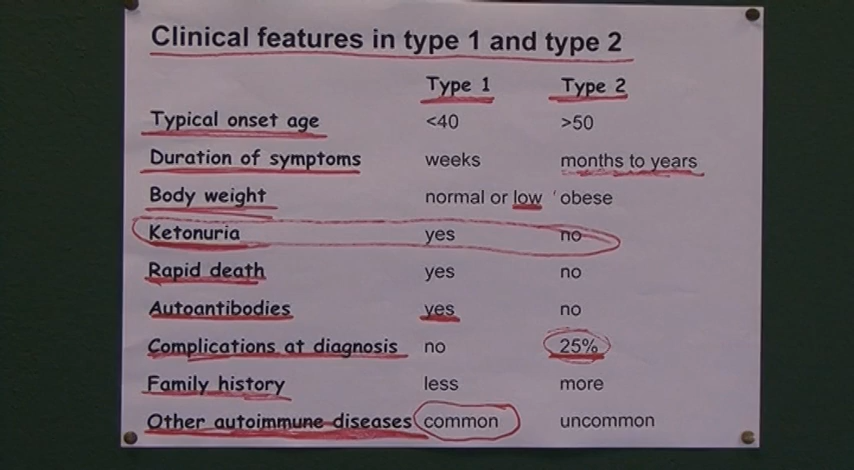 Clinical features in type 1 and type 2
Type 1 Type 2
Typical onset age <40 >50
Duration of symptoms weeks months to years
Body weight normal or low obese
Ketonuria yes no
Rapid death yes no
Autoantibodies yes no
Complications at diagnosis no 25%
Family history less more
Other autoimmune diseases common uncommon